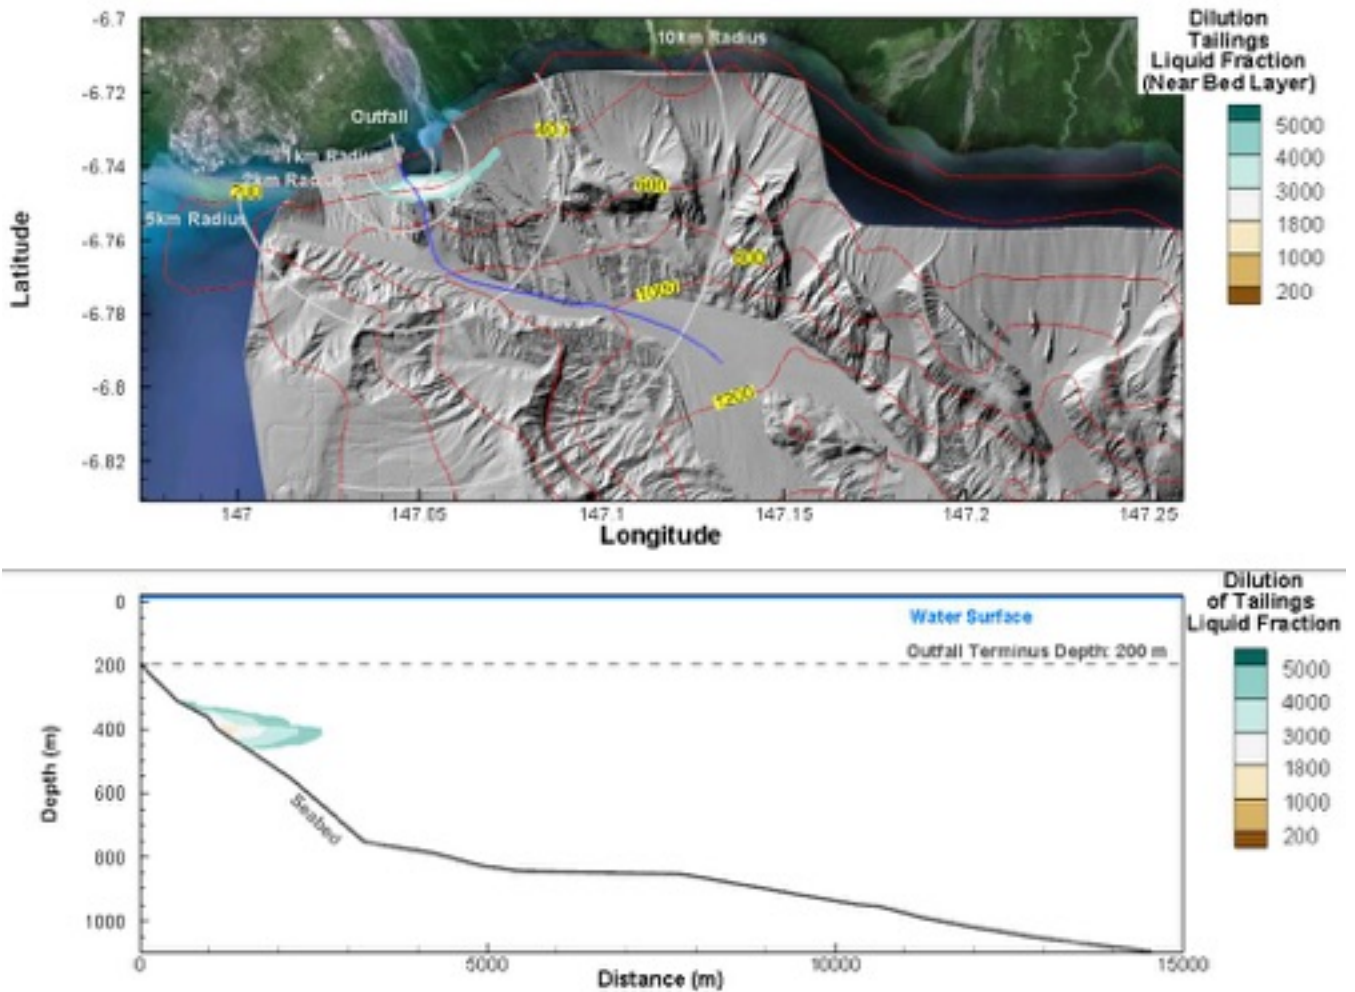 -6.7
-6.72
-6.74
-6.76
-6.78
-6.8
-6.82
Latitude
10km Radius
Outfall
1km Radius
2km Radius
5km Radius
200
800
1000
1200
147
147.05
147.1
147.15
147.2
147.25
Longitude
Dilution
Tailings
Liquid Fraction
(Near Bed Layer)
5000
4000
3000
1800
1000
200
0
200
400
600
800
1000
Depth (m)
Water Surface
Outfall Terminus Depth: 200 m
Seabed
0
5000
10000
15000
Distance (m)
Dilution
of Tailings
Liquid Fraction
5000
4000
3000
1800
1000
200